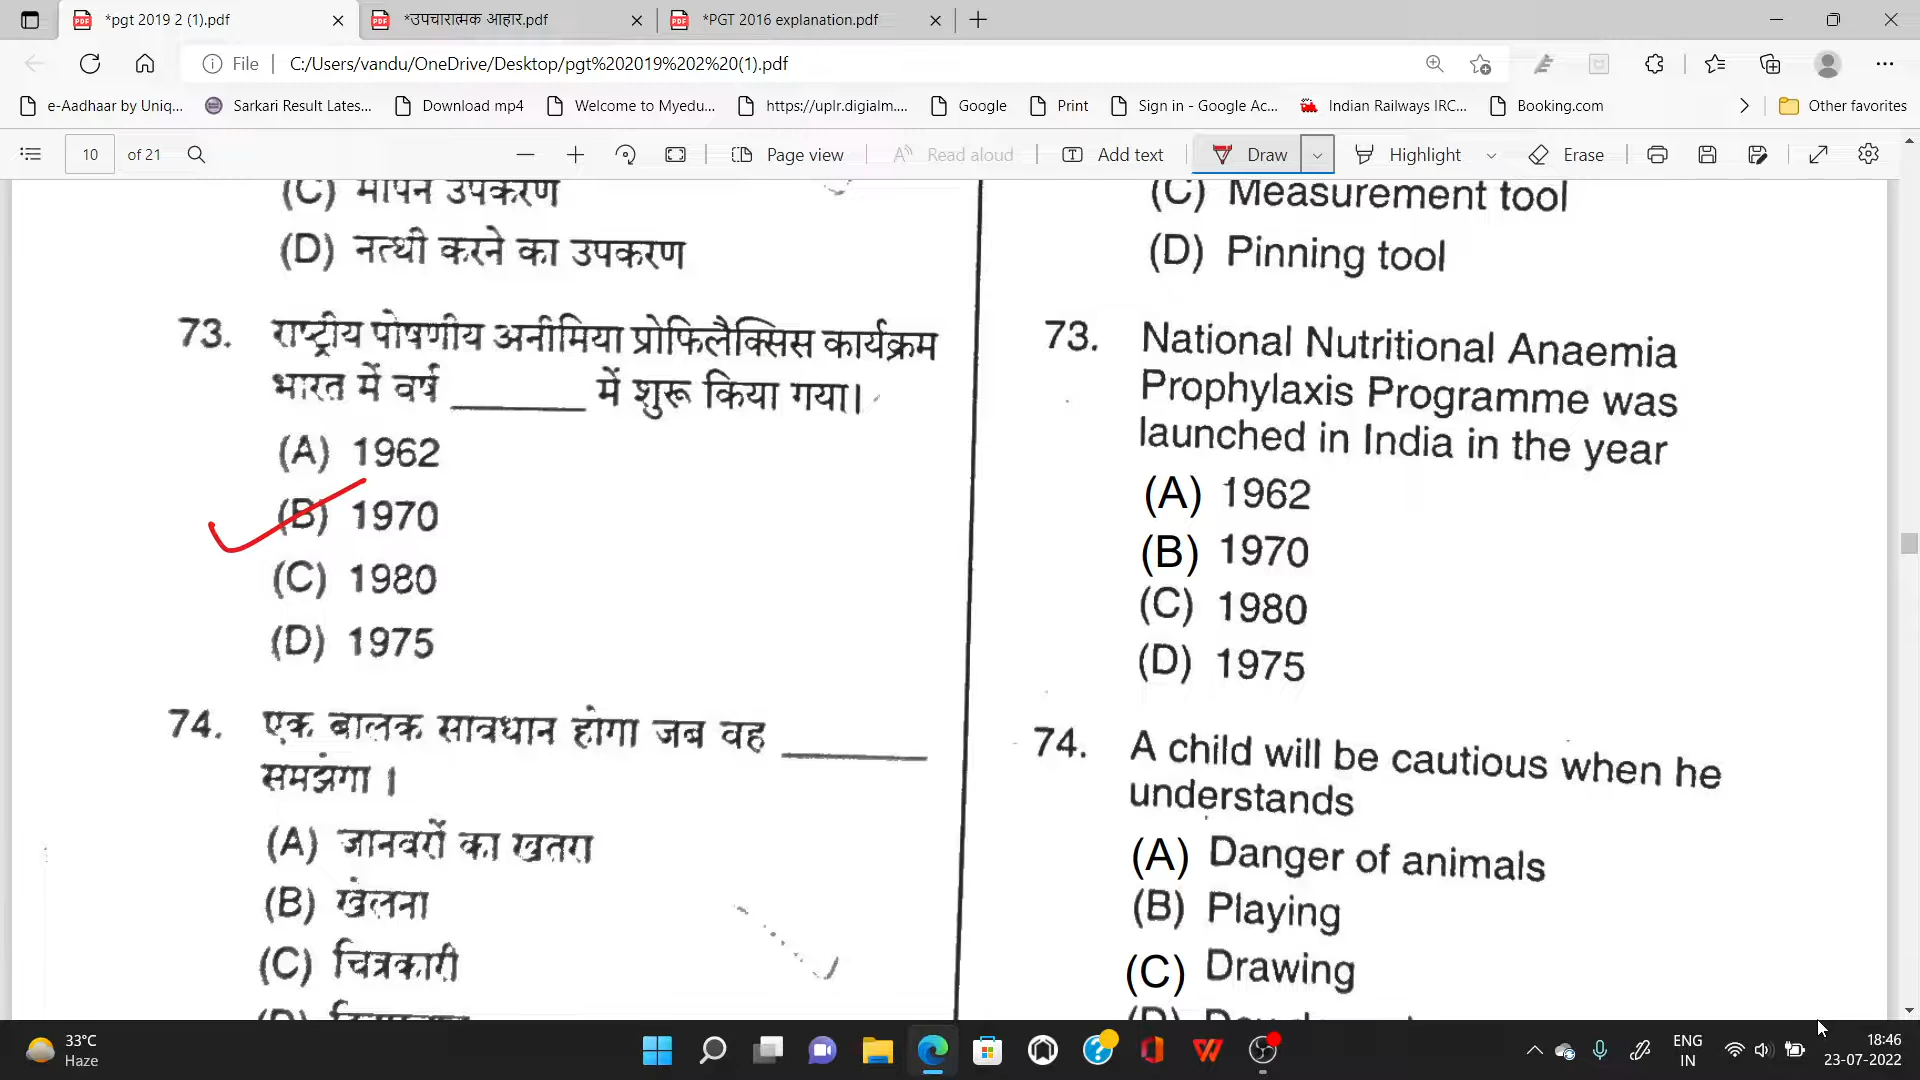 *pgt 2019 2 (1).pdf
*उपचारात्मक आहार.pdf
*PGT 2016 explanation.pdf
File
C:/Users/vandu/OneDrive/Desktop/pgt%202019%202%20(1).pdf
e-Aadhaar by Uniq...
Sarkari Result Lates...
Download mp4
Welcome to Myedu...
https://uplr.digialm....
Google
Print
Sign in - Google Ac...
Indian Railways IRC...
Booking.com
Other favorites
10 of 21
Page view
Read aloud
Add text
Draw
Highlight
Erase
(C) मापन उपकरण
(D) नत्थी करने का उपकरण
73. राष्ट्रीय पोषणीय अनीमिया प्रोफिलैक्सिस कार्यक्रम
भारत में वर्ष ______ में शुरू किया गया।
(A) 1962
(B) 1970
(C) 1980
(D) 1975
74. एक बालक सावधान होगा जब वह ______
समझेगा ।
(A) जानवरों का खतरा
(B) खेलना
(C) चित्रकारी
(C) Measurement tool
(D) Pinning tool
73. National Nutritional Anaemia
Prophylaxis Programme was
launched in India in the year
(A) 1962
(B) 1970
(C) 1980
(D) 1975
74. A child will be cautious when he
understands
(A) Danger of animals
(B) Playing
(C) Drawing
33°C
Haze
ENG
IN
18:46
23-07-2022